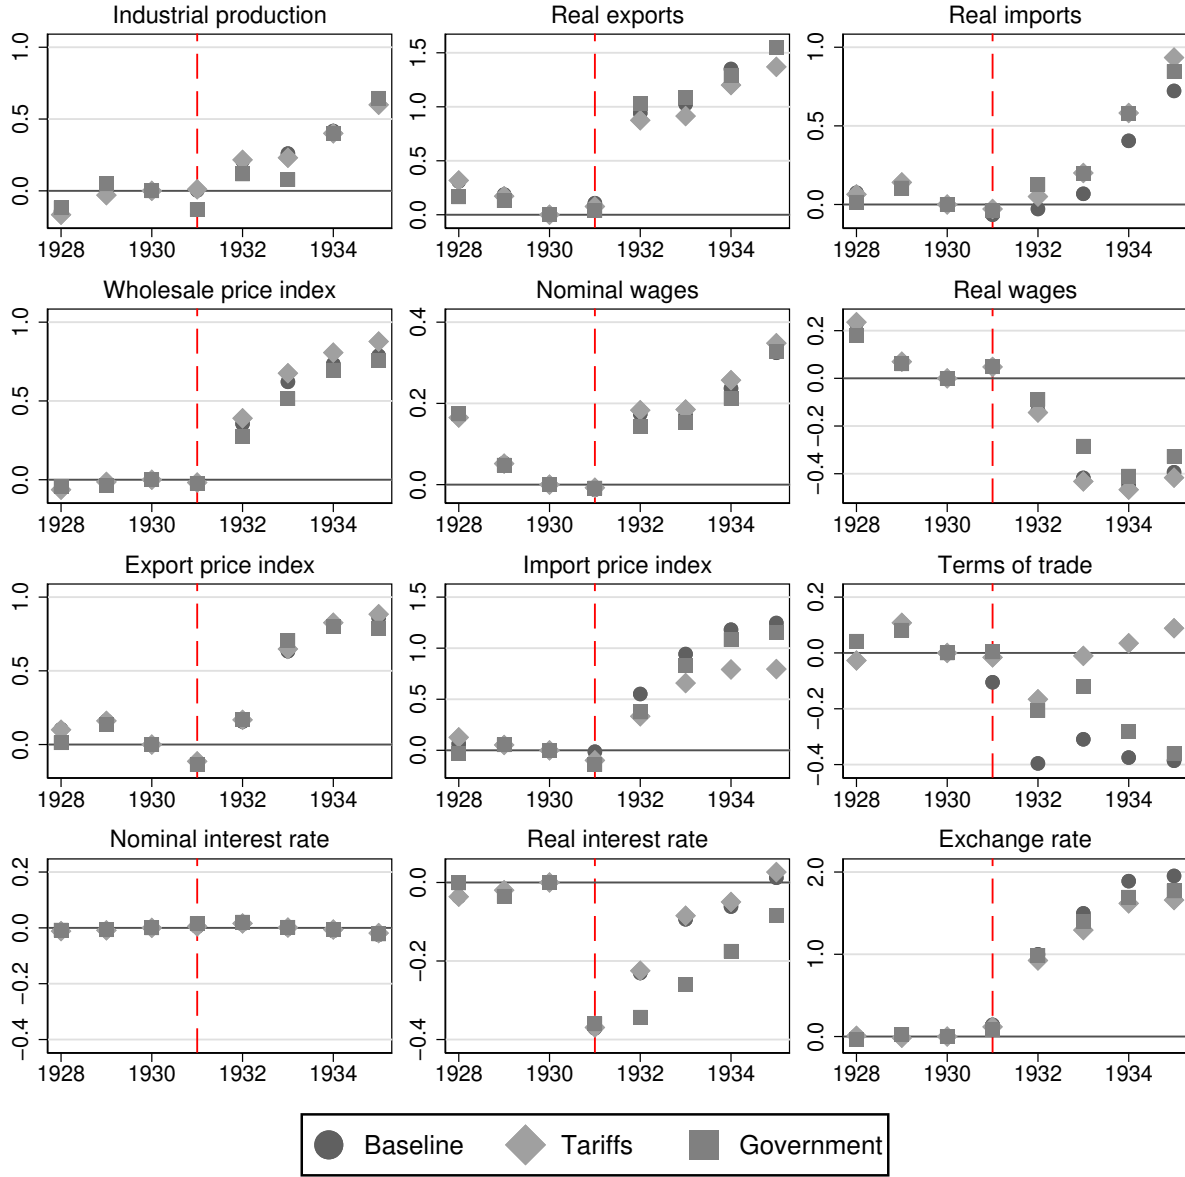 Industrial production
Real exports
Real imports
0.0 0.5 1.0
0.0 0.5 1.0 1.5
0.0 0.5 1.0
1928 1930 1932 1934
1928 1930 1932 1934
1928 1930 1932 1934
Wholesale price index
Nominal wages
Real wages
0.0 0.5 1.0
0.0 0.2 0.4
−0.4 −0.2 0.0 0.2
1928 1930 1932 1934
1928 1930 1932 1934
1928 1930 1932 1934
Export price index
Import price index
Terms of trade
0.0 0.5 1.0
0.0 0.5 1.0 1.5
−0.4 −0.2 0.0 0.2
1928 1930 1932 1934
1928 1930 1932 1934
1928 1930 1932 1934
Nominal interest rate
Real interest rate
Exchange rate
−0.4 −0.2 0.0 0.2
−0.4 −0.2 0.0
0.0 1.0 2.0
1928 1930 1932 1934
1928 1930 1932 1934
1928 1930 1932 1934
Baseline Tariffs Government